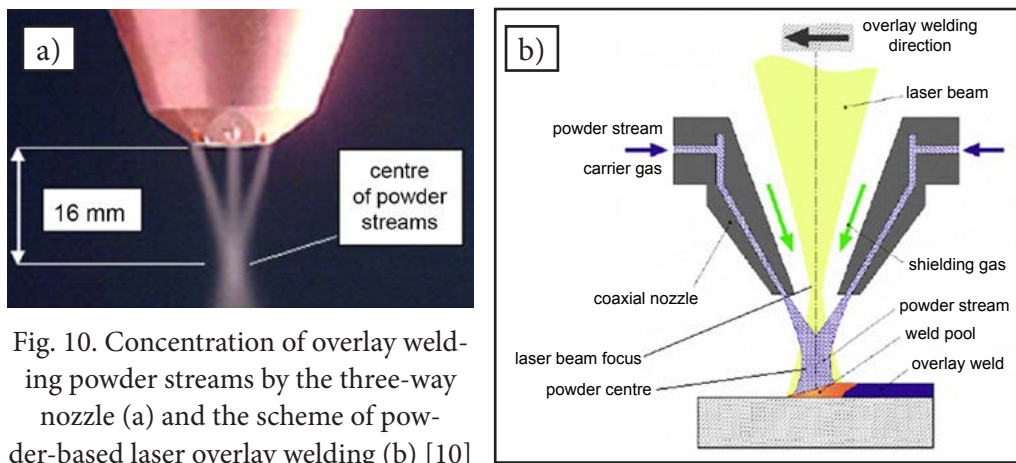 a)
16 mm
centre
of powder
streams
Fig. 10. Concentration of overlay weld-
ing powder streams by the three-way
nozzle (a) and the scheme of pow-
der-based laser overlay welding (b) [10]
b)
overlay welding
direction
laser beam
powder stream
carrier gas
shielding gas
coaxial nozzle
powder stream
weld pool
laser beam focus
overlay weld
powder centre